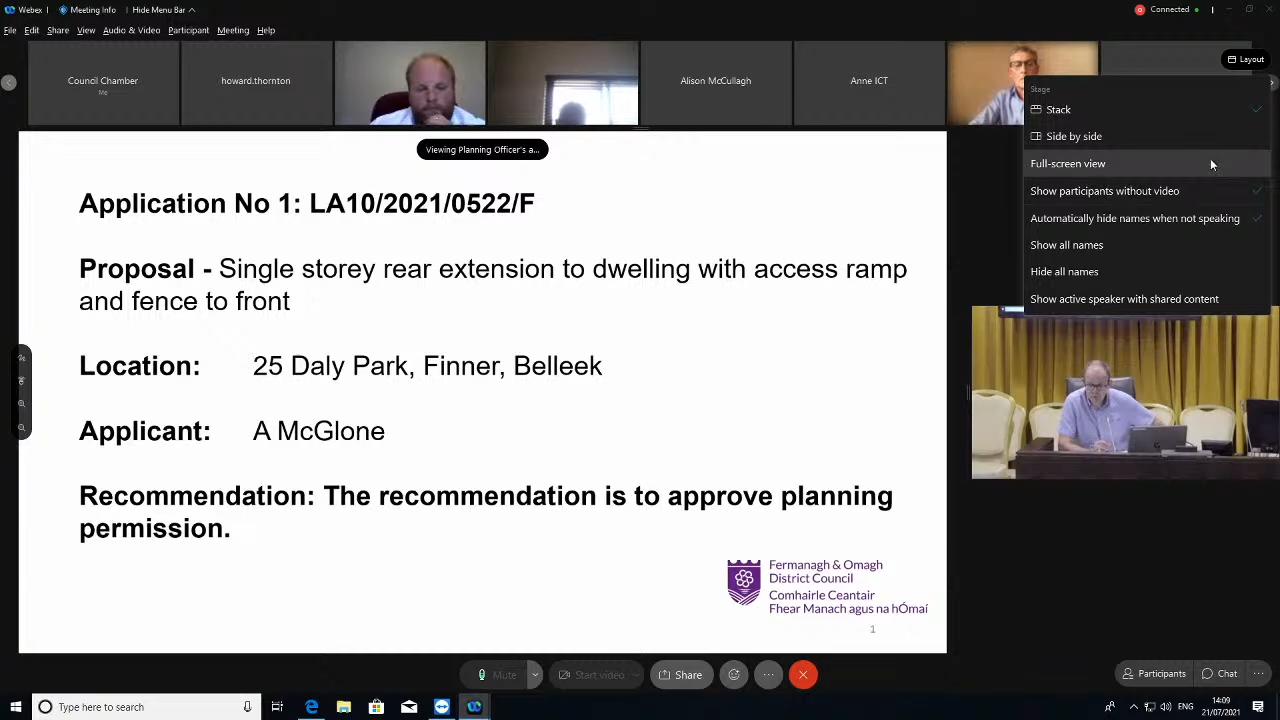 Webex
Meeting Info
Hide Menu Bar
Connected
File
Edit
Share
View
Audio & Video
Participant
Meeting
Help
Council Chamber
Me
howard.thornton
Alison McCullagh
Anne ICT
Layout
Stage
Stack
Side by side
Full-screen view
Show participants without video
Automatically hide names when not speaking
Show all names
Hide all names
Show active speaker with shared content
Viewing Planning Officer's a...
Application No 1: LA10/2021/0522/F
Proposal - Single storey rear extension to dwelling with access ramp
and fence to front
Location: 25 Daly Park, Finner, Belleek
Applicant: A McGlone
Recommendation: The recommendation is to approve planning
permission.
Fermanagh & Omagh
District Council
Comhairle Ceantair
Fhear Manach agus na hÓmaí
1
Mute
Start video
Share
Participants
Chat
Type here to search
ENG
14:09
21/07/2021